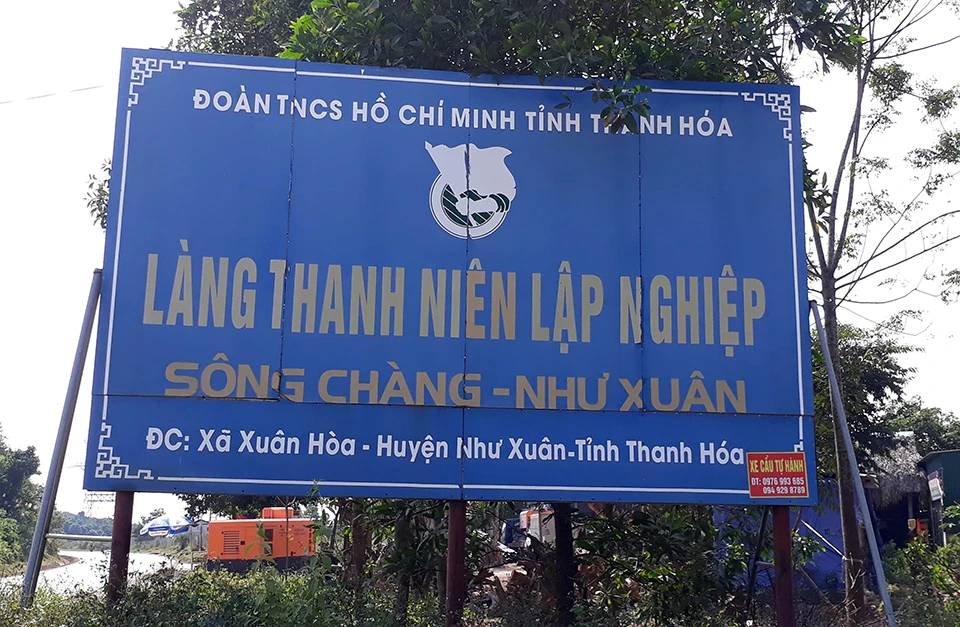 ĐOÀN TNCS HỒ CHÍ MINH TỈNH THANH HÓA
LÀNG THANH NIÊN LẬP NGHIỆP
SÔNG CHÀNG - NHƯ XUÂN
ĐC: Xã Xuân Hòa - Huyện Như Xuân-Tỉnh Thanh Hóa
XE CẨU TỰ HÀNH
ĐT: 0976 993 685
094 929 8789